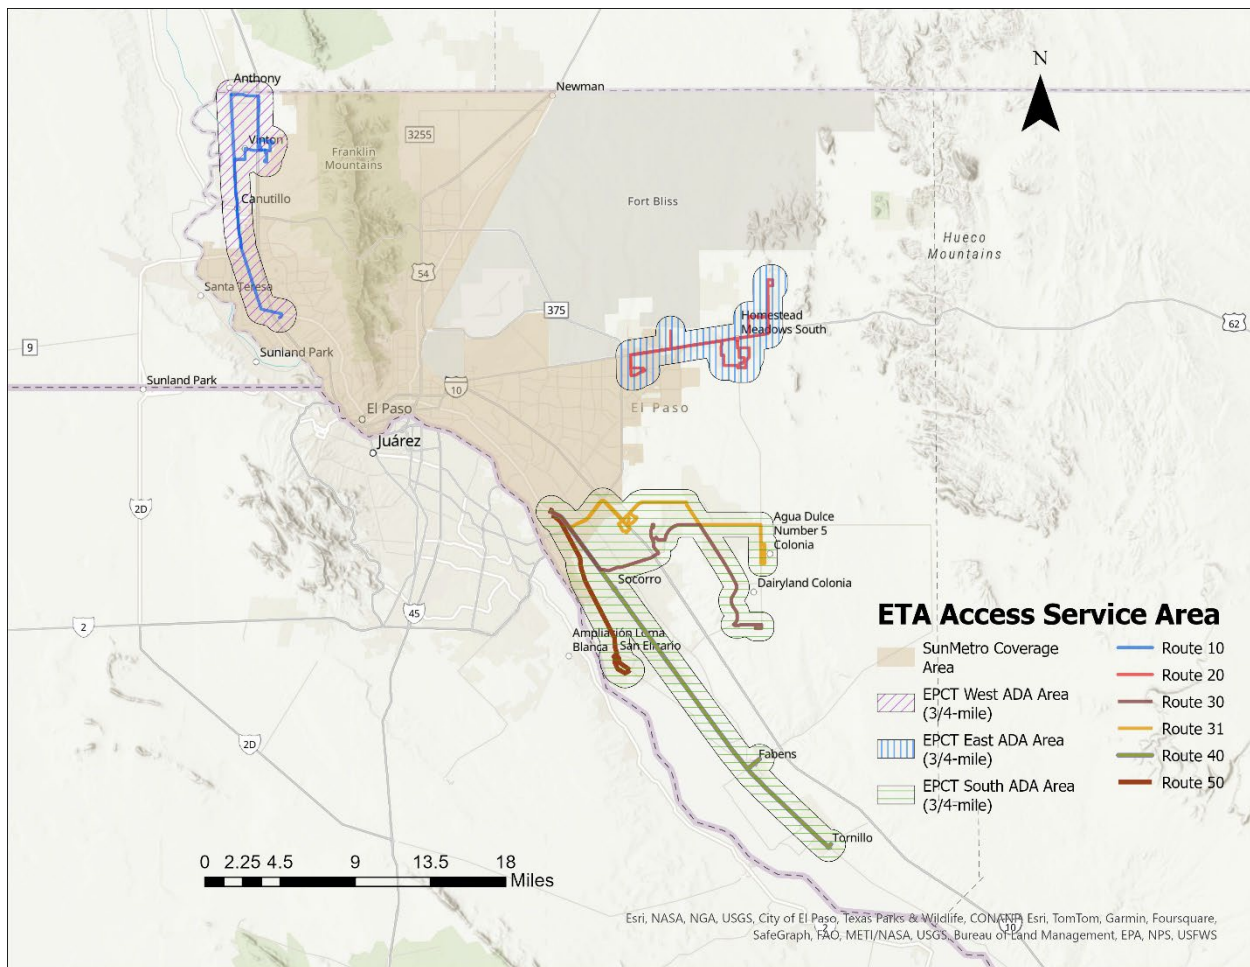 Anthony
Newman
N
3255
Vinton
Franklin
Mountains
Canutillo
Fort Bliss
Hueco
Mountains
54
Santa Teresa
375
Homestead
Meadows South
62
9
Sunland Park
Sunland Park
10
El Paso
El Paso
Juárez
2D
Agua Dulce
Number 5
Colonia
Socorro
Dairyland Colonia
45
2
Ampliación Loma
Blanca
San Elizario
2D
Fabens
Tornillo
ETA Access Service Area
SunMetro Coverage
Area
EPCT West ADA Area
(3/4-mile)
EPCT East ADA Area
(3/4-mile)
EPCT South ADA Area
(3/4-mile)
Route 10
Route 20
Route 30
Route 31
Route 40
Route 50
0 2.25 4.5 9 13.5 18
Miles
Esri, NASA, NGA, USGS, City of El Paso, Texas Parks & Wildlife, CONANP, Esri, TomTom, Garmin, Foursquare,
SafeGraph, FAO, METI/NASA, USGS, Bureau of Land Management, EPA, NPS, USFWS
2
10